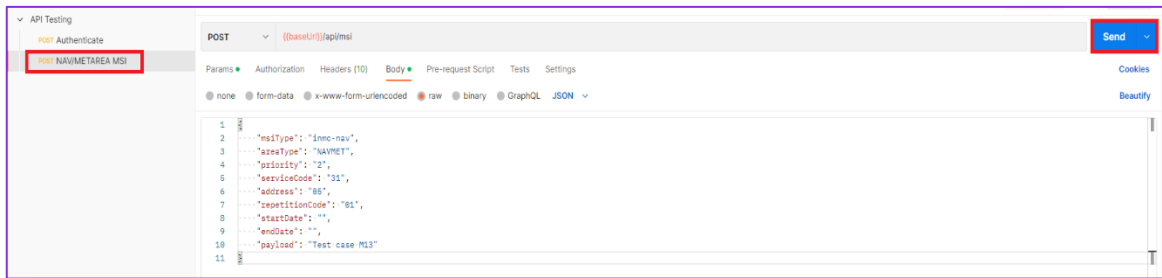 API Testing
POST Authenticate
POST NAV/METAREA MSI
POST {{baseUrl}}/api/msi Send
Params Authorization Headers (10) Body Pre-request Script Tests Settings Cookies
none form-data x-www-form-urlencoded raw binary GraphQL JSON Beautify
1 {
2 "msiType": "inmc-nav",
3 "areaType": "NAVMET",
4 "priority": "2",
5 "serviceCode": "31",
6 "address": "05",
7 "repetitionCode": "01",
8 "startDate": "",
9 "endDate": "",
10 "payload": "Test case M13"
11 }